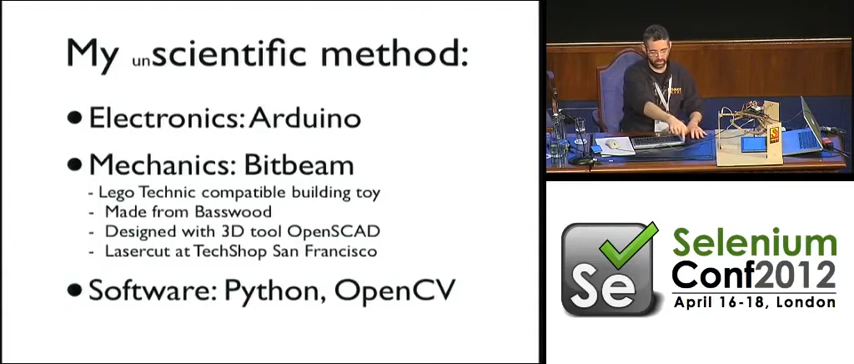 My unscientific method:
● Electronics: Arduino
● Mechanics: Bitbeam
- Lego Technic compatible building toy
- Made from Basswood
- Designed with 3D tool OpenSCAD
- Lasercut at TechShop San Francisco
● Software: Python, OpenCV
Se
Selenium
Conf2012
April 16-18, London